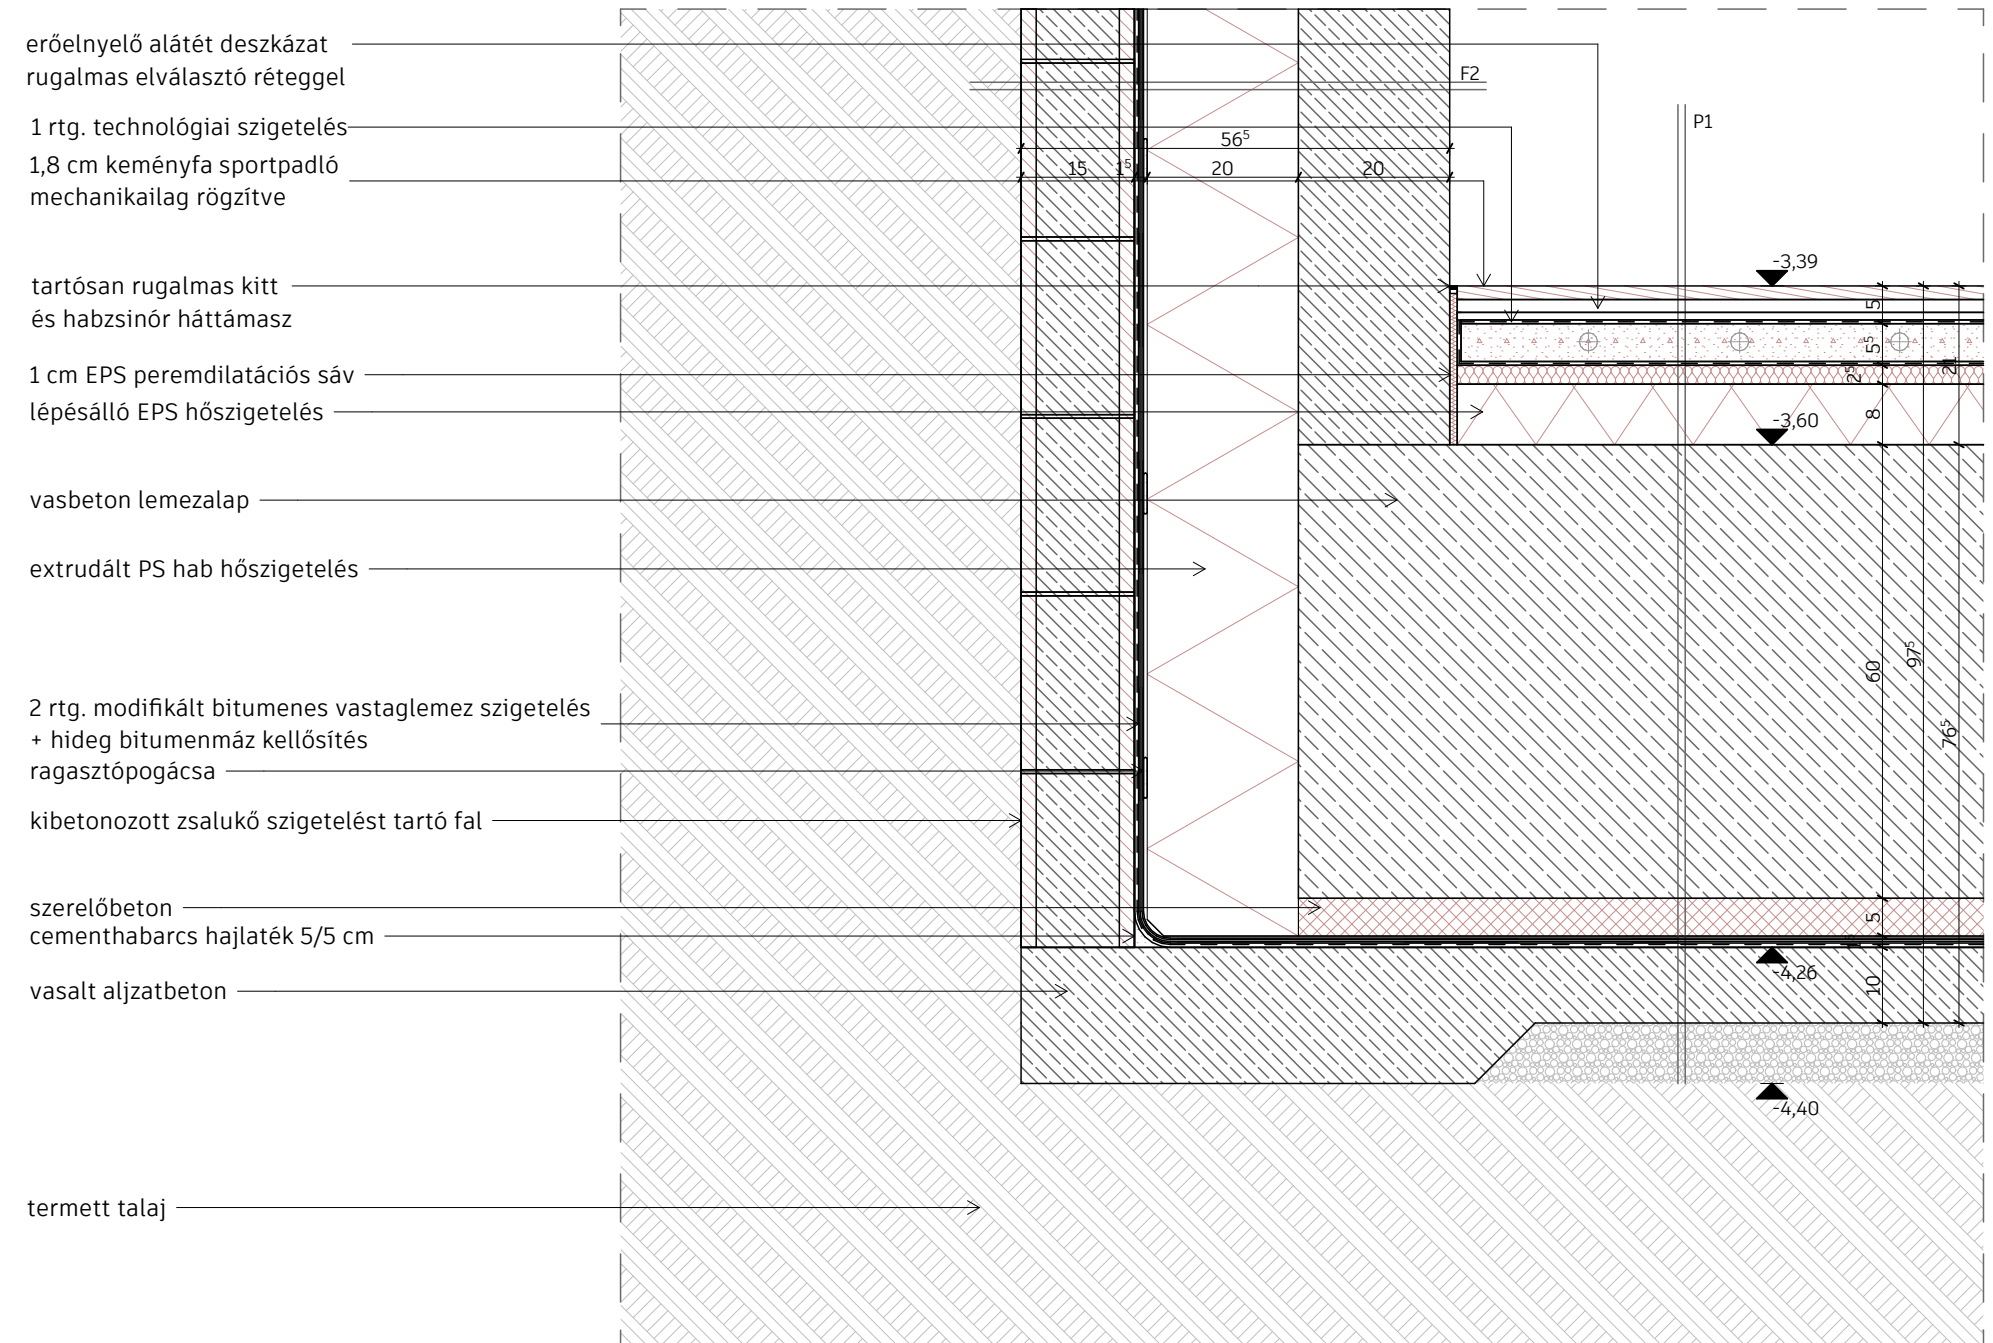 erőelnyelő alátét deszkázat
rugalmas elválasztó réteggel
1 rtg. technológiai szigetelés
1,8 cm keményfa sportpadló
mechanikailag rögzítve
tartósan rugalmas kitt
és habzsinór háttámasz
1 cm EPS peremdilatációs sáv
lépésálló EPS hőszigetelés
vasbeton lemezalap
extrudált PS hab hőszigetelés
2 rtg. modifikált bitumenes vastaglemez szigetelés
+ hideg bitumenmáz kellősítés
ragasztópogácsa
kibetonozott zsalukő szigetelést tartó fal
szerelőbeton
cementhabarcs hajlaték 5/5 cm
vasalt aljzatbeton
termett talaj
F2
P1
56⁵
15 1⁵ 20 20
-3,39
5
5⁵
2⁵
21
8
-3,60
60
97⁵
76⁵
5
-4,26
10
-4,40